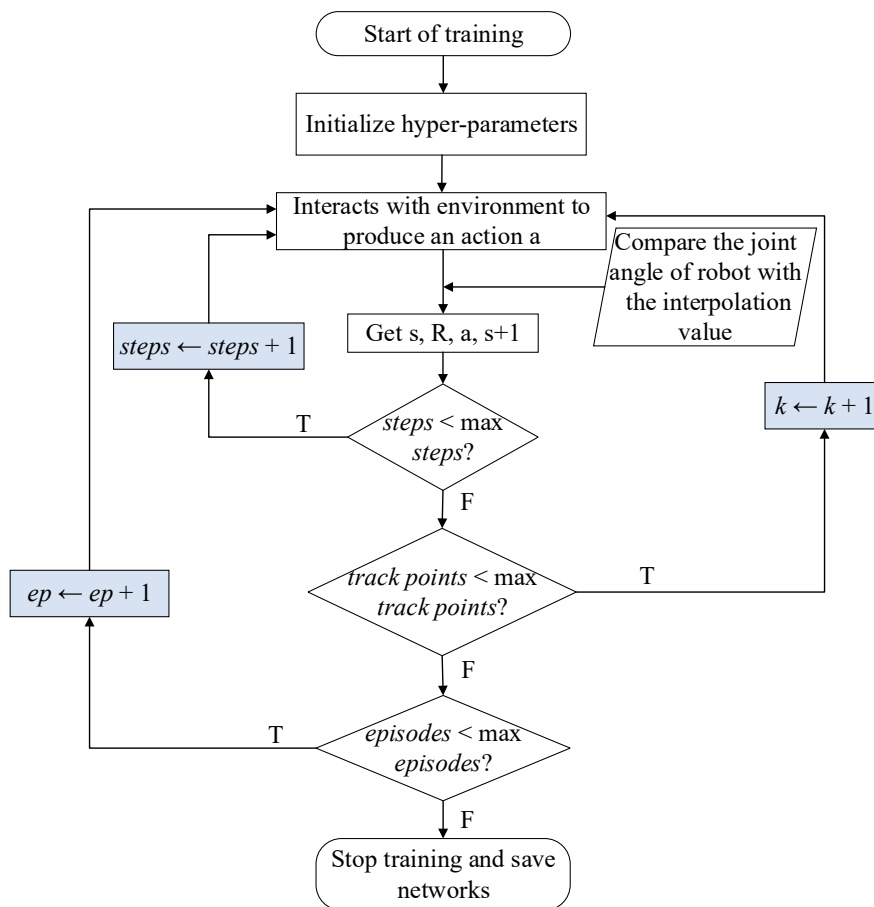 Start of training
Initialize hyper-parameters
Interacts with environment to
produce an action a
Compare the joint
angle of robot with
the interpolation
value
Get s, R, a, s+1
steps ← steps + 1
k ← k + 1
T
steps < max
steps?
F
ep ← ep + 1
track points < max
track points?
T
F
T
episodes < max
episodes?
F
Stop training and save
networks